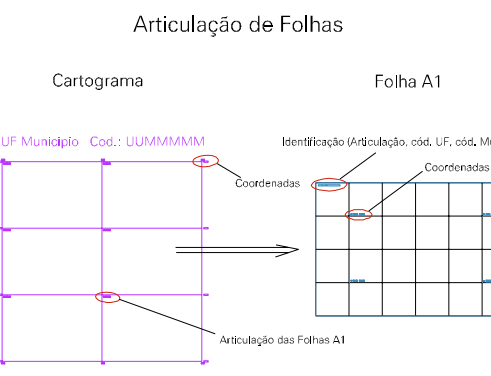 Articulação de Folhas
Cartograma
Folha A1
UF Municipio Cod.: UUMMMMM
Identificação (Articulação, cód. UF, cód. Mu
Coordenadas
Coordenadas
Articulação das Folhas A1